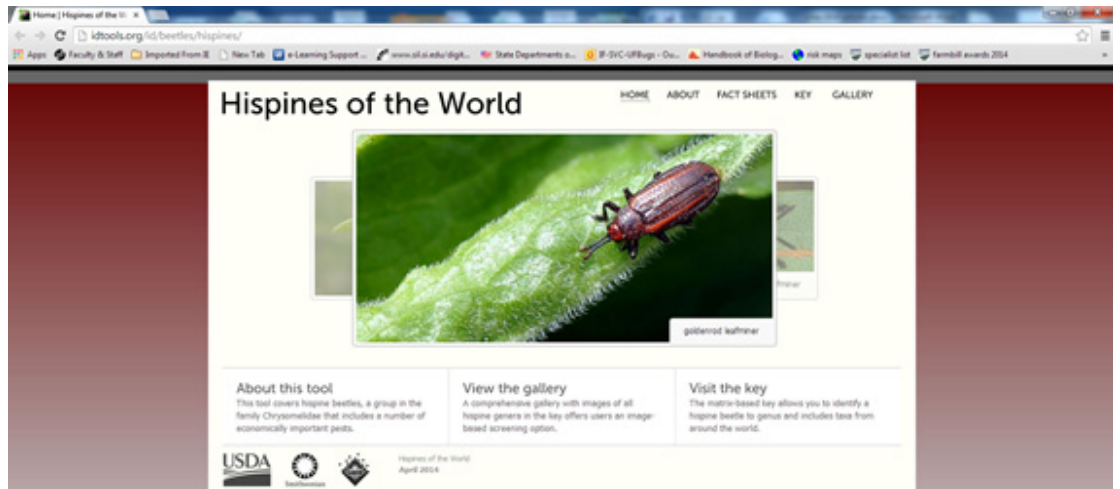 Home | Hispines of the
idtools.org/id/beetles/hispines/
Apps Faculty & Staff Imported From IE New Tab e-Learning Support ... www.sil.si.edu/digit... State Departments o... IF-SVC-UFBugs - Ou... Handbook of Biolog... risk maps specialist list farmbill awards 2014
Hispines of the World
HOME ABOUT FACT SHEETS KEY GALLERY
goldenrod leafminer
About this tool
This tool covers hispine beetles, a group in the
family Chrysomelidae that includes a number of
economically important pests.
View the gallery
A comprehensive gallery with images of all
hispine genera in the key offers users an image-
based screening option.
Visit the key
The matrix-based key allows you to identify a
hispine beetle to genus and includes taxa from
around the world.
USDA
Smithsonian
Hispines of the World
April 2014